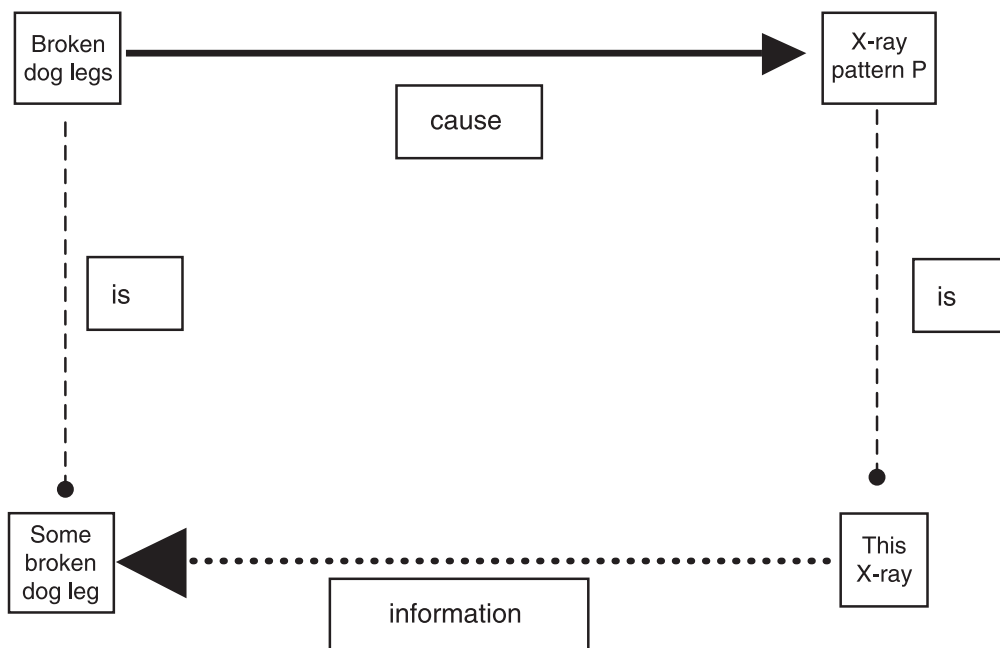 Broken
dog legs
X-ray
pattern P
cause
is
is
Some
broken
dog leg
This
X-ray
information